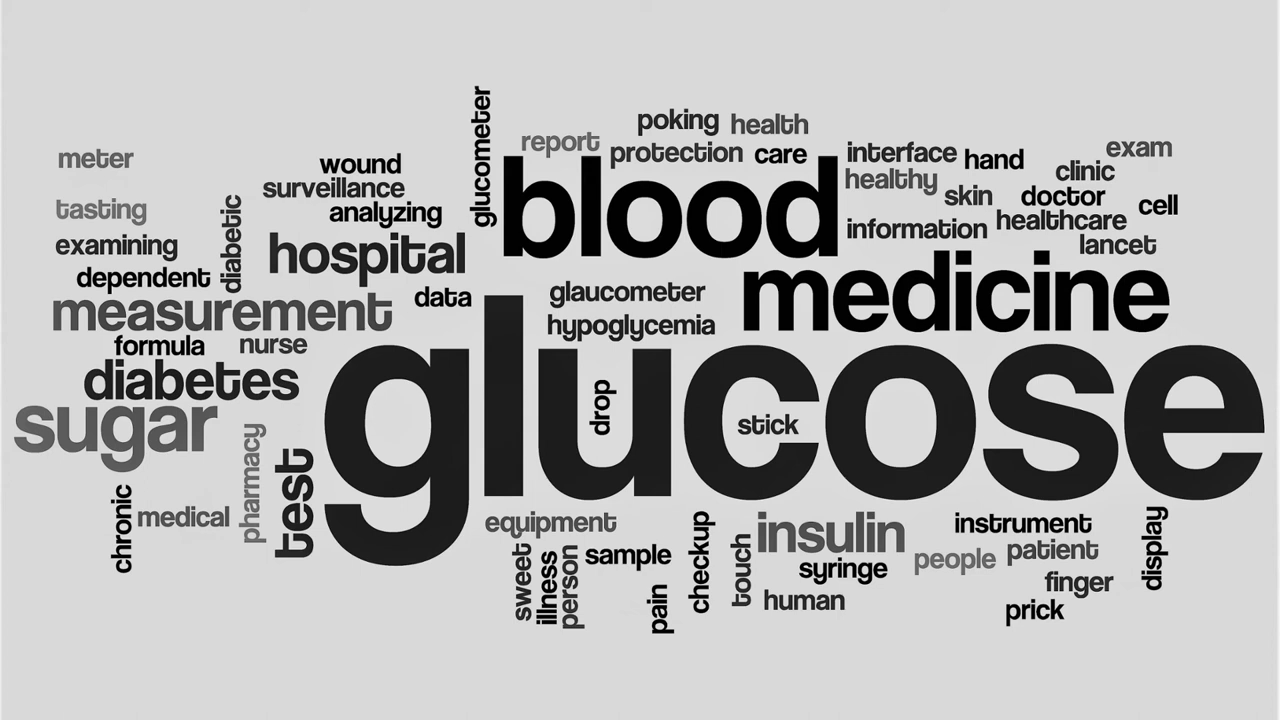 glucometer
poking
health
report
protection
care
interface
hand
exam
meter
wound
clinic
surveillance
healthy
skin
doctor
cell
tasting
analyzing
blood
information
healthcare
lancet
examining
diabetic
hospital
dependent
data
glaucometer
medicine
measurement
hypoglycemia
formula
nurse
diabetes
glucose
sugar
drop
stick
pharmacy
test
chronic
medical
equipment
insulin
instrument
display
sweet
illness
person
sample
checkup
touch
people
patient
syringe
finger
pain
human
prick